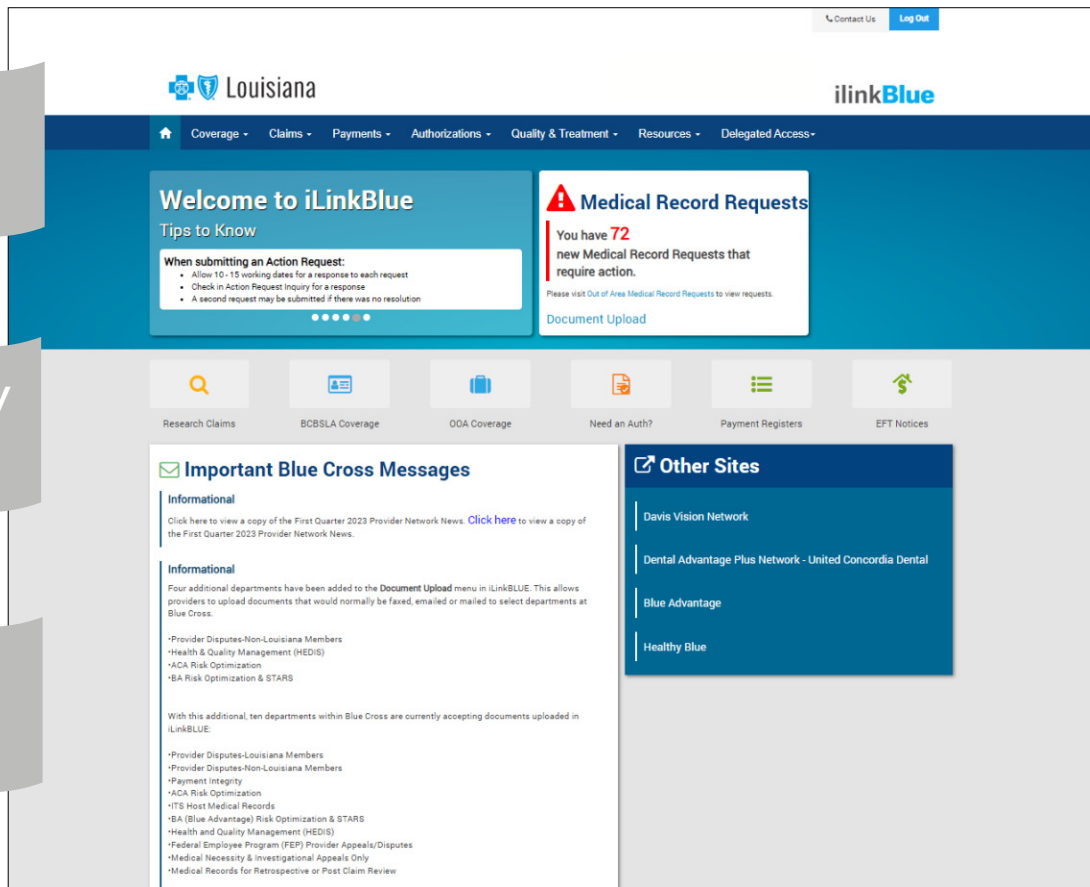 Contact Us
Log Out
Louisiana
ilinkBlue
Coverage
Claims
Payments
Authorizations
Quality & Treatment
Resources
Delegated Access
Welcome to iLinkBlue
Tips to Know
When submitting an Action Request:
• Allow 10 - 15 working dates for a response to each request
• Check in Action Request Inquiry for a response
• A second request may be submitted if there was no resolution
Medical Record Requests
You have 72
new Medical Record Requests that
require action.
Please visit Out of Area Medical Record Requests to view requests.
Document Upload
Research Claims
BCBSLA Coverage
OOA Coverage
Need an Auth?
Payment Registers
EFT Notices
Important Blue Cross Messages
Informational
Click here to view a copy of the First Quarter 2023 Provider Network News. Click here to view a copy of
the First Quarter 2023 Provider Network News.
Informational
Four additional departments have been added to the Document Upload menu in iLinkBLUE. This allows
providers to upload documents that would normally be faxed, emailed or mailed to select departments at
Blue Cross.
•Provider Disputes-Non-Louisiana Members
•Health & Quality Management (HEDIS)
•ACA Risk Optimization
•BA Risk Optimization & STARS
With this additional, ten departments within Blue Cross are currently accepting documents uploaded in
iLinkBLUE:
•Provider Disputes-Louisiana Members
•Provider Disputes-Non-Louisiana Members
•Payment Integrity
•ACA Risk Optimization
•ITS Host Medical Records
•BA (Blue Advantage) Risk Optimization & STARS
•Health and Quality Management (HEDIS)
•Federal Employee Program (FEP) Provider Appeals/Disputes
•Medical Necessity & Investigational Appeals Only
•Medical Records for Retrospective or Post Claim Review
Other Sites
Davis Vision Network
Dental Advantage Plus Network - United Concordia Dental
Blue Advantage
Healthy Blue